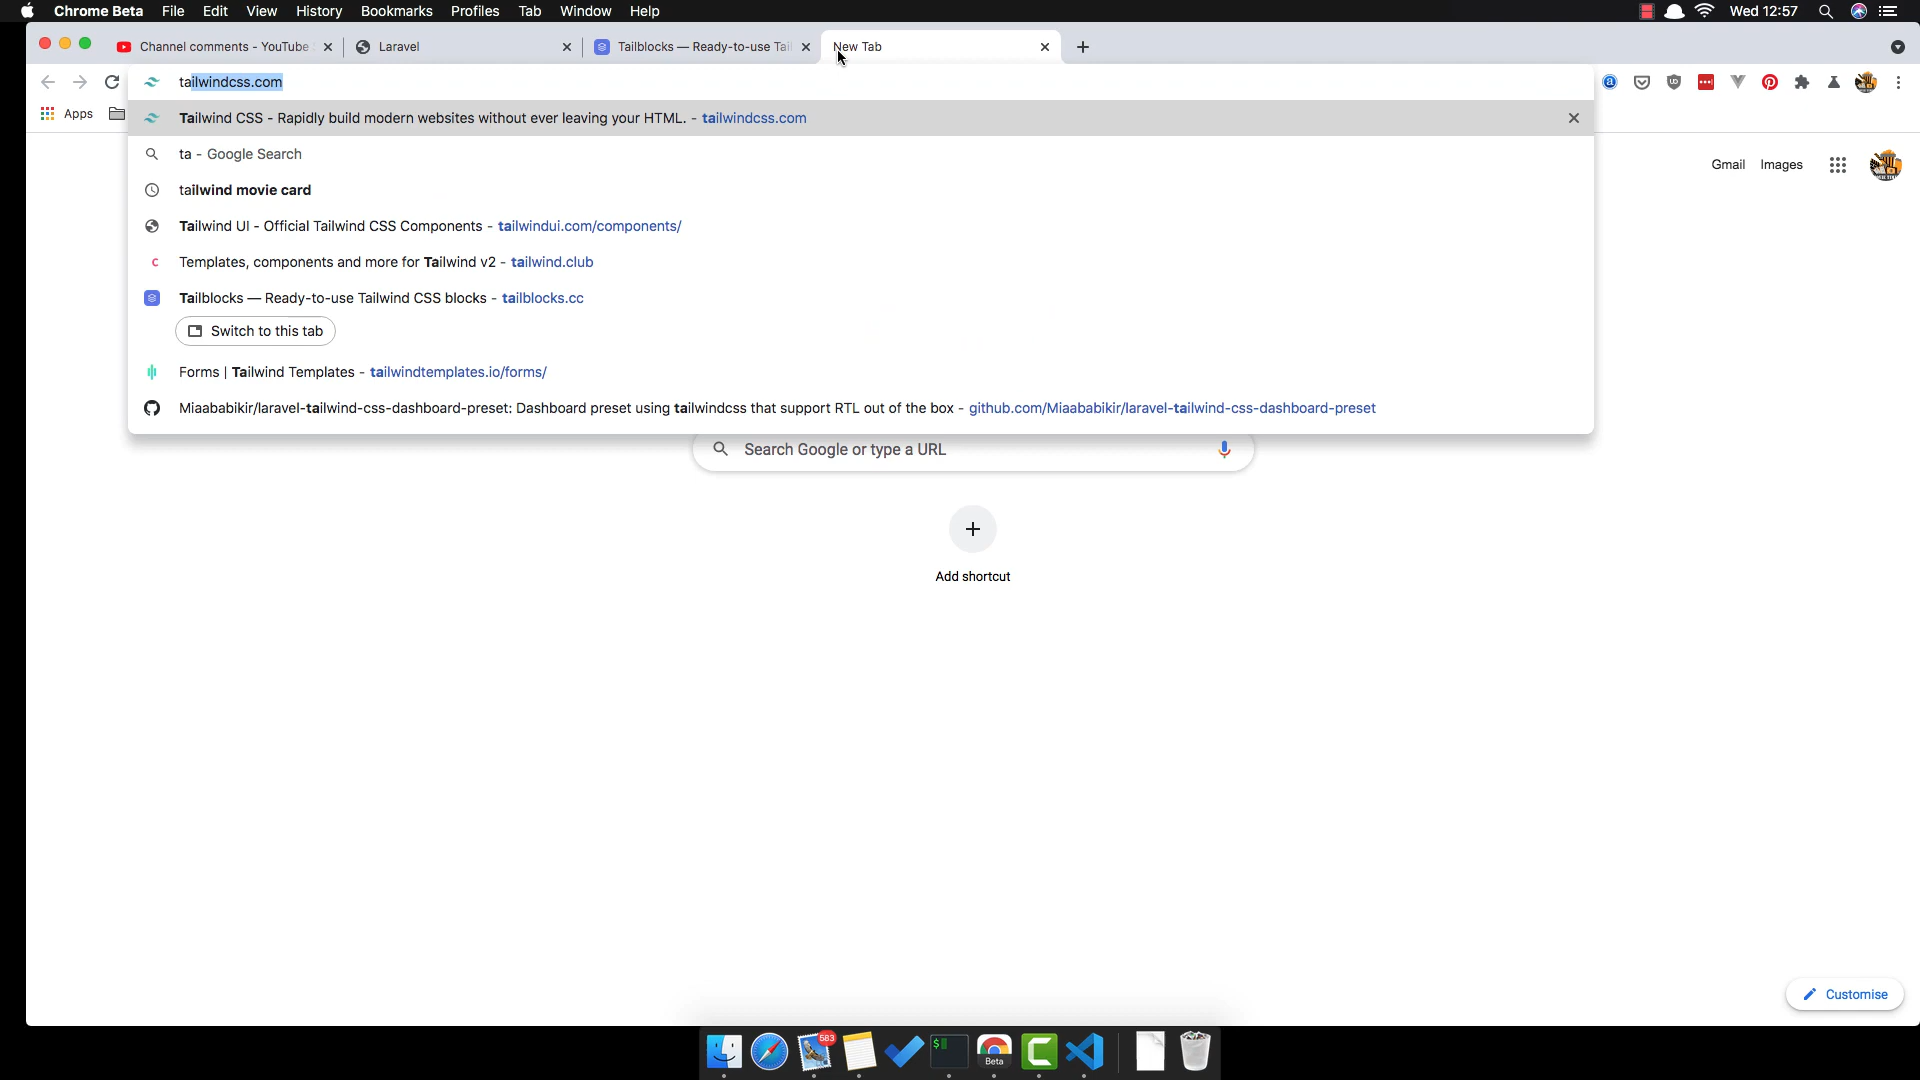 Chrome Beta File Edit View History Bookmarks Profiles Tab Window Help Wed 12:57
Channel comments - YouTube Laravel Tailblocks — Ready-to-use Tai New Tab
tailwindcss.com
Apps
Tailwind CSS - Rapidly build modern websites without ever leaving your HTML. - tailwindcss.com
ta - Google Search
Gmail Images
tailwind movie card
Tailwind UI - Official Tailwind CSS Components - tailwindui.com/components/
Templates, components and more for Tailwind v2 - tailwind.club
Tailblocks — Ready-to-use Tailwind CSS blocks - tailblocks.cc
Switch to this tab
Forms | Tailwind Templates - tailwindtemplates.io/forms/
Miaababikir/laravel-tailwind-css-dashboard-preset: Dashboard preset using tailwindcss that support RTL out of the box - github.com/Miaababikir/laravel-tailwind-css-dashboard-preset
Search Google or type a URL
Add shortcut
Customise
583
$
Beta